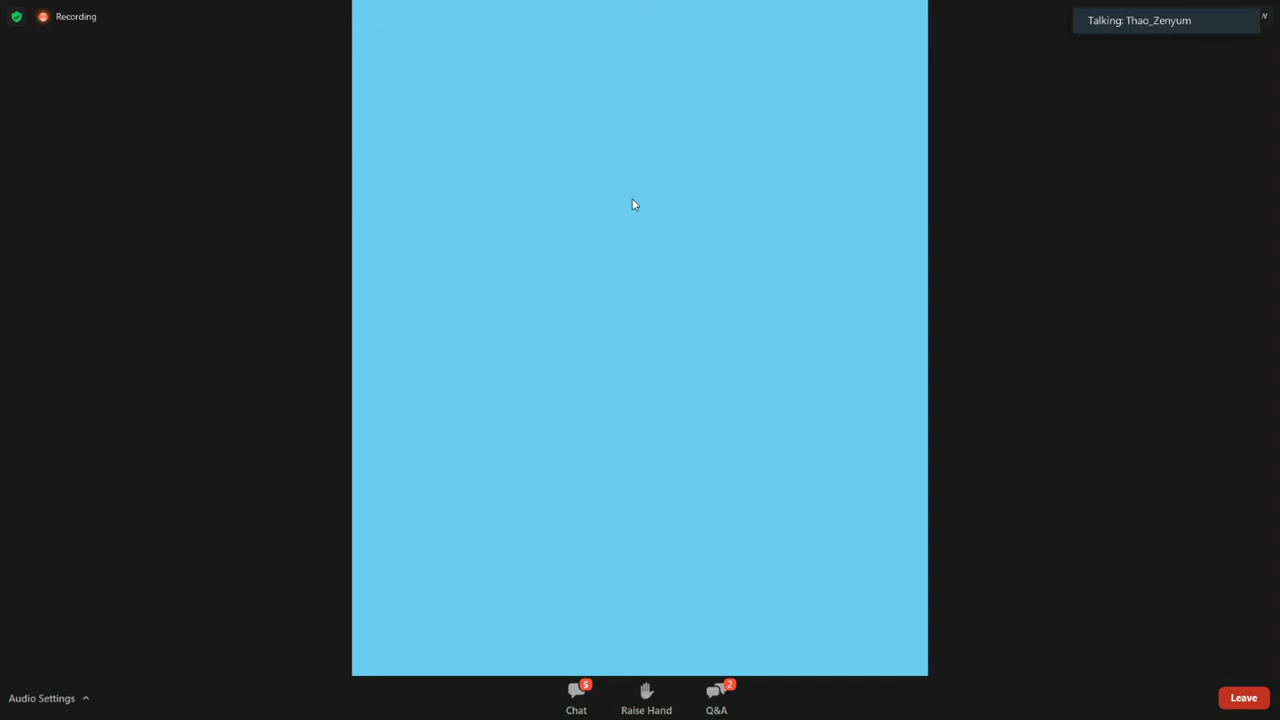 Recording
Talking: Thao_Zenyum
w
Audio Settings
5
Chat
Raise Hand
2
Q&A
Leave